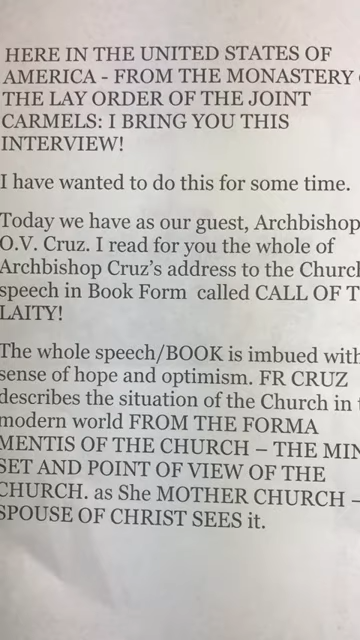 HERE IN THE UNITED STATES OF
AMERICA - FROM THE MONASTERY
THE LAY ORDER OF THE JOINT
CARMELS: I BRING YOU THIS
INTERVIEW!
I have wanted to do this for some time.
Today we have as our guest, Archbishop
O.V. Cruz. I read for you the whole of
Archbishop Cruz's address to the Church
speech in Book Form called CALL OF T
LAITY!
The whole speech/BOOK is imbued with
sense of hope and optimism. FR CRUZ
describes the situation of the Church in
modern world FROM THE FORMA
MENTIS OF THE CHURCH – THE MIN
SET AND POINT OF VIEW OF THE
CHURCH. as She MOTHER CHURCH –
SPOUSE OF CHRIST SEES it.